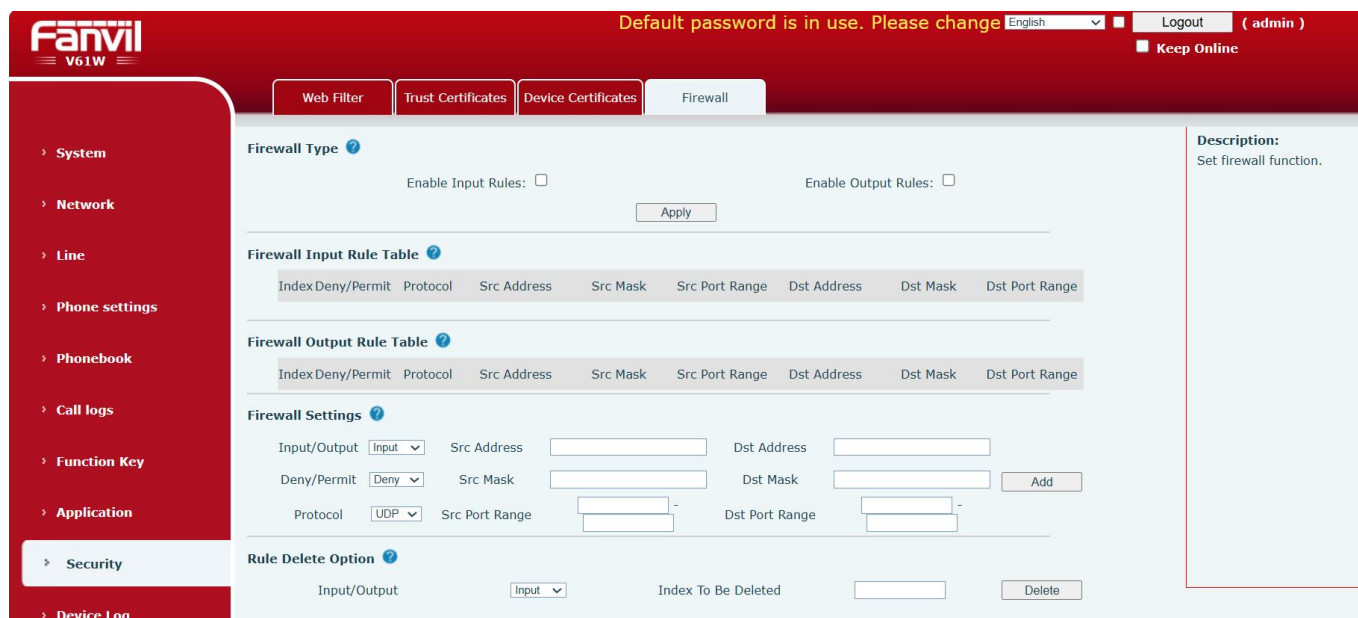 Fanvil
V61W
Default password is in use. Please change English Logout ( admin )
Keep Online
Web Filter Trust Certificates Device Certificates Firewall
System
Network
Line
Phone settings
Phonebook
Call logs
Function Key
Application
Security
Device Log
Firewall Type ?
Enable Input Rules: Enable Output Rules:
Apply
Firewall Input Rule Table ?
Index Deny/Permit Protocol Src Address Src Mask Src Port Range Dst Address Dst Mask Dst Port Range
Firewall Output Rule Table ?
Index Deny/Permit Protocol Src Address Src Mask Src Port Range Dst Address Dst Mask Dst Port Range
Firewall Settings ?
Input/Output Input Src Address Dst Address
Deny/Permit Deny Src Mask Dst Mask Add
Protocol UDP Src Port Range - Dst Port Range -
Rule Delete Option ?
Input/Output Input Index To Be Deleted Delete
Description:
Set firewall function.